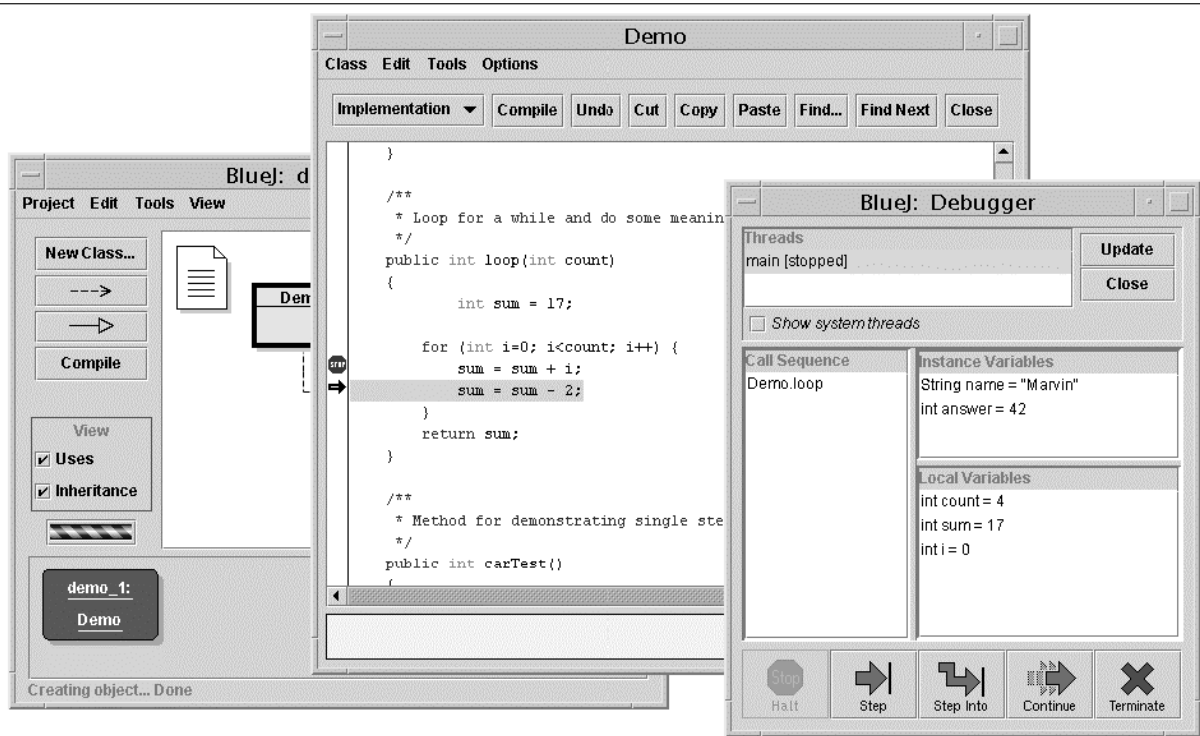 Demo
Class Edit Tools Options
Implementation Compile Undo Cut Copy Paste Find... Find Next Close
}
/**
* Loop for a while and do some meanin
*/
public int loop(int count)
{
int sum = 17;
for (int i=0; i<count; i++) {
STOP
sum = sum + i;
sum = sum - 2;
}
return sum;
}
/**
* Method for demonstrating single ste
*/
public int carTest()
{
BlueJ: d
Project Edit Tools View
New Class...
Compile
View
Uses
Inheritance
Dem
demo_1:
Demo
Creating object... Done
BlueJ: Debugger
Threads
main [stopped]
Update
Close
Show system threads
Call Sequence
Demo.loop
Instance Variables
String name = "Marvin"
int answer = 42
Local Variables
int count = 4
int sum = 17
int i = 0
Stop
Halt
Step
Step Into
Continue
Terminate